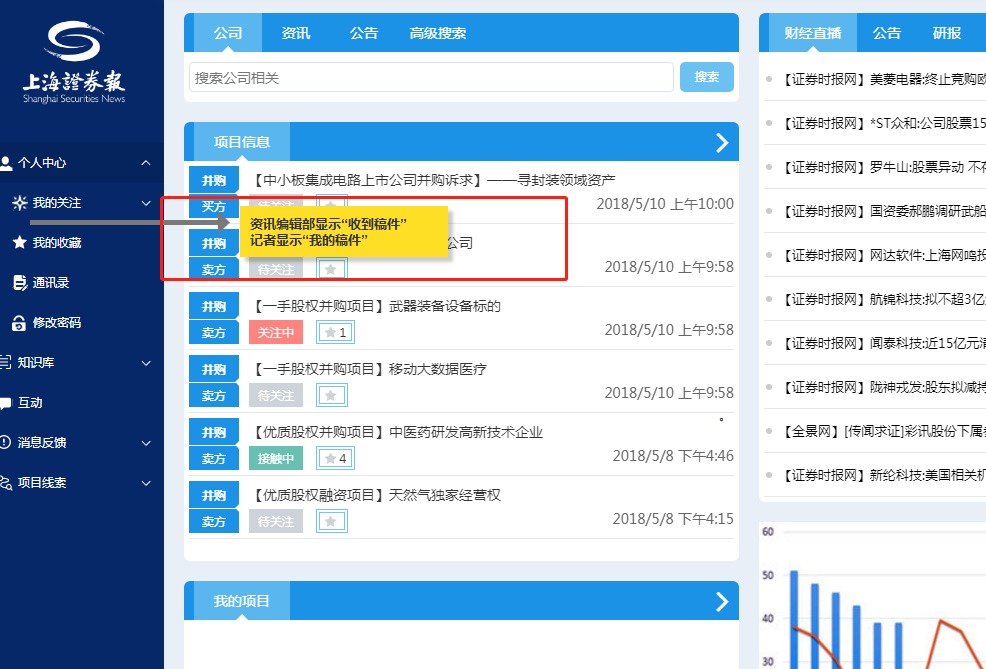 上海證券報
Shanghai Securities News
个人中心
我的关注
我的收藏
通讯录
修改密码
知识库
互动
消息反馈
项目线索
公司 资讯 公告 高级搜索
搜索公司相关 搜索
项目信息
并购 【中小板集成电路上市公司并购诉求】——寻封装领域资产
买方 待关注 2018/5/10 上午10:00
资讯编辑部显示“收到稿件”
记者显示“我的稿件”
并购 公司
卖方 待关注 2018/5/10 上午9:58
并购 【一手股权并购项目】武器装备设备标的
卖方 关注中 1 2018/5/10 上午9:58
并购 【一手股权并购项目】移动大数据医疗
卖方 待关注 2018/5/10 上午9:58
并购 【优质股权并购项目】中医药研发高新技术企业
卖方 接触中 4 2018/5/8 下午4:46
并购 【优质股权融资项目】天然气独家经营权
卖方 待关注 2018/5/8 下午4:15
我的项目
财经直播 公告 研报
【证券时报网】美菱电器:终止竞购欧
【证券时报网】*ST众和:公司股票15
【证券时报网】罗牛山:股票异动 不存
【证券时报网】国资委郝鹏调研武船
【证券时报网】网达软件:上海网鸣投
【证券时报网】航锦科技:拟不超3亿
【证券时报网】闻泰科技:近15亿元
【证券时报网】陇神戎发:股东拟减持
【全景网】[传闻求证]彩讯股份下属
【证券时报网】新纶科技:美国相关机
60
50
40
30